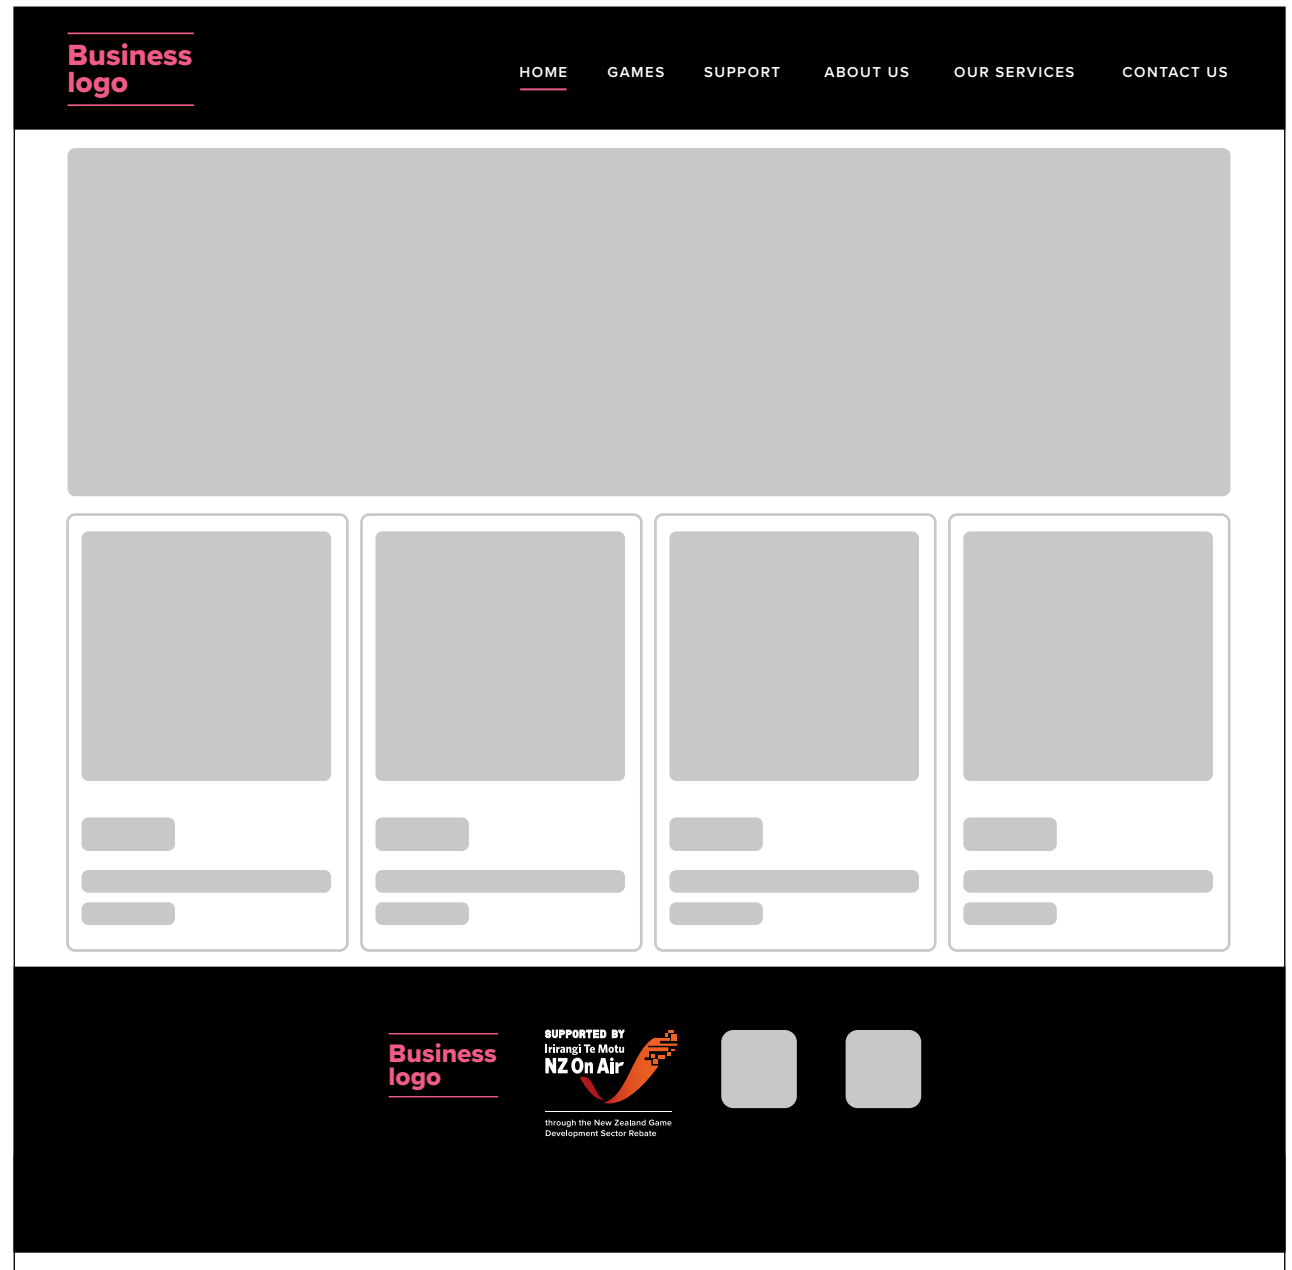 Business
logo
HOME GAMES SUPPORT ABOUT US OUR SERVICES CONTACT US
Business
logo
SUPPORTED BY
Irirangi Te Motu
NZ On Air
through the New Zealand Game
Development Sector Rebate